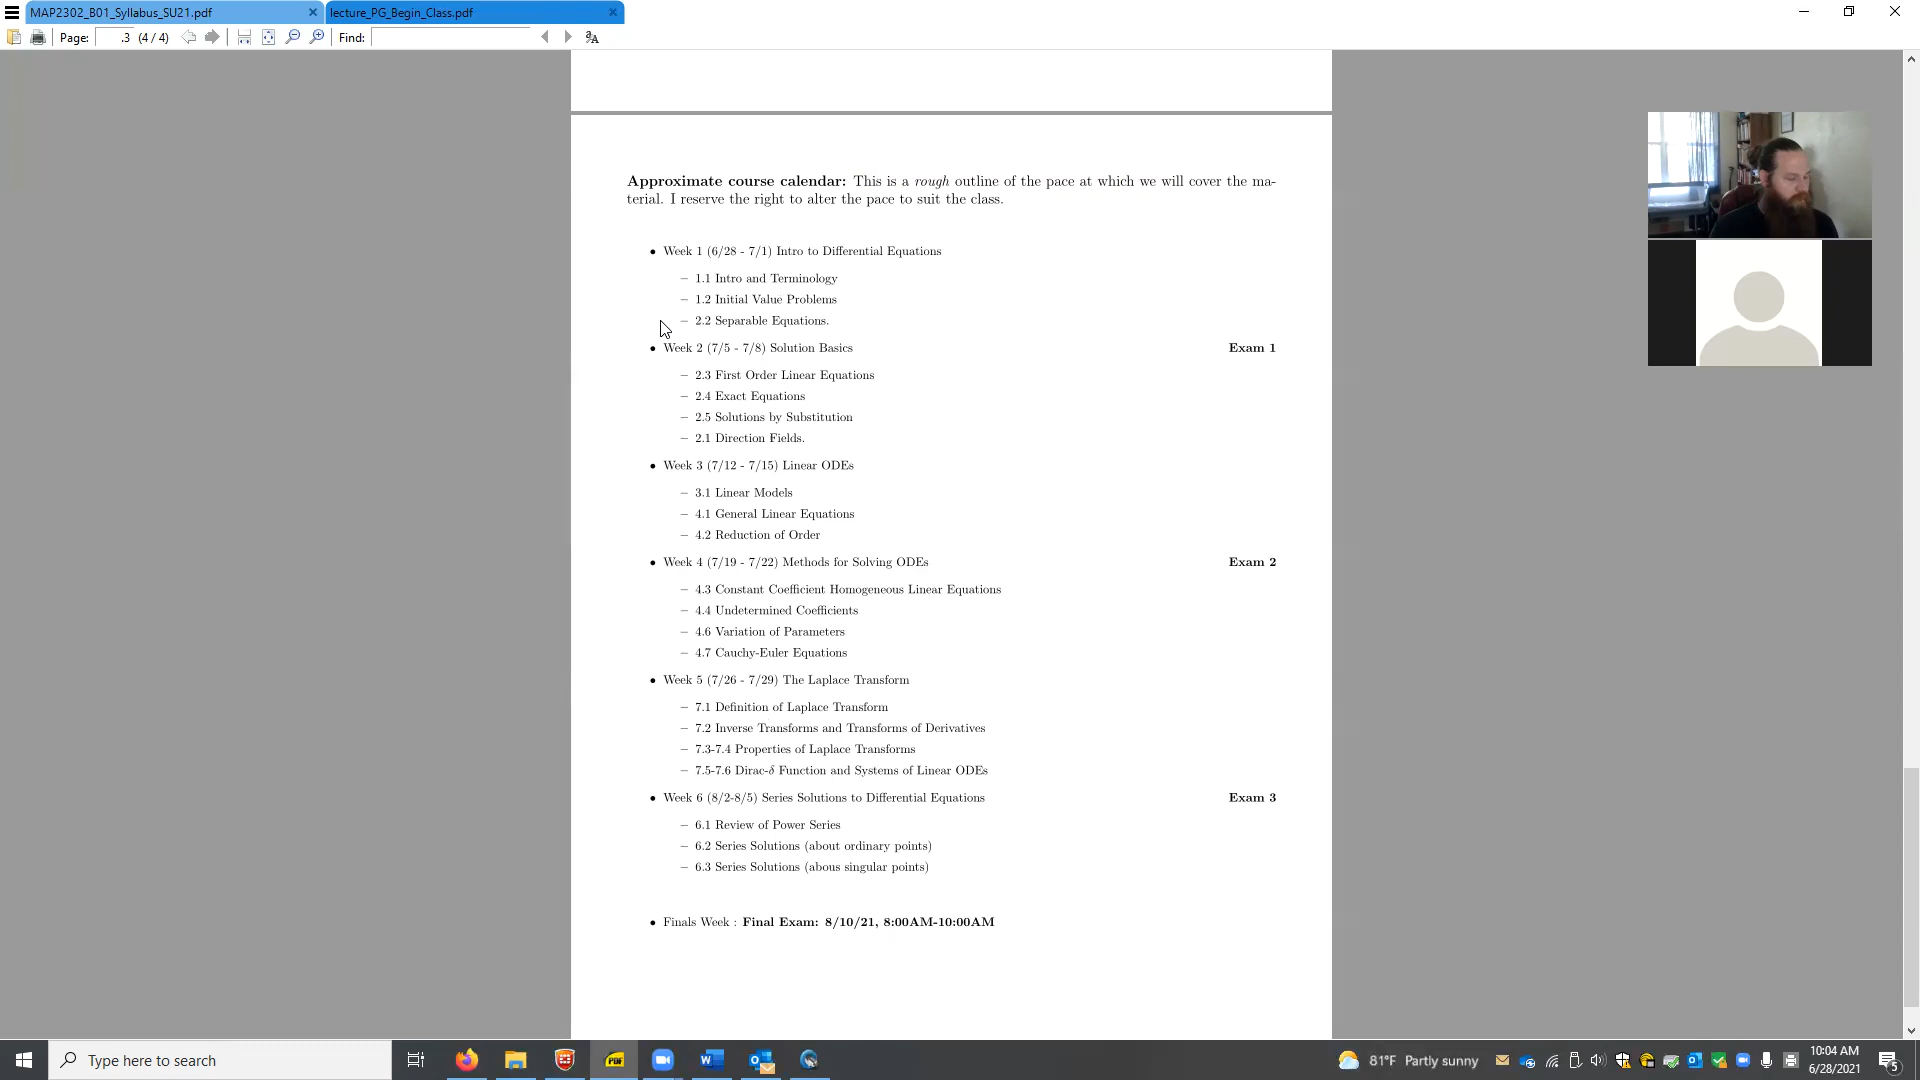 MAP2302_B01_Syllabus_SU21.pdf
lecture_PG_Begin_Class.pdf
Page: .3 (4 / 4) Find:
Approximate course calendar: This is a rough outline of the pace at which we will cover the ma-
terial. I reserve the right to alter the pace to suit the class.
• Week 1 (6/28 - 7/1) Intro to Differential Equations
– 1.1 Intro and Terminology
– 1.2 Initial Value Problems
– 2.2 Separable Equations.
• Week 2 (7/5 - 7/8) Solution Basics Exam 1
– 2.3 First Order Linear Equations
– 2.4 Exact Equations
– 2.5 Solutions by Substitution
– 2.1 Direction Fields.
• Week 3 (7/12 - 7/15) Linear ODEs
– 3.1 Linear Models
– 4.1 General Linear Equations
– 4.2 Reduction of Order
• Week 4 (7/19 - 7/22) Methods for Solving ODEs Exam 2
– 4.3 Constant Coefficient Homogeneous Linear Equations
– 4.4 Undetermined Coefficients
– 4.6 Variation of Parameters
– 4.7 Cauchy-Euler Equations
• Week 5 (7/26 - 7/29) The Laplace Transform
– 7.1 Definition of Laplace Transform
– 7.2 Inverse Transforms and Transforms of Derivatives
– 7.3-7.4 Properties of Laplace Transforms
– 7.5-7.6 Dirac-δ Function and Systems of Linear ODEs
• Week 6 (8/2-8/5) Series Solutions to Differential Equations Exam 3
– 6.1 Review of Power Series
– 6.2 Series Solutions (about ordinary points)
– 6.3 Series Solutions (abous singular points)
• Finals Week : Final Exam: 8/10/21, 8:00AM-10:00AM
Type here to search
PDF
81°F Partly sunny
10:04 AM
6/28/2021
5